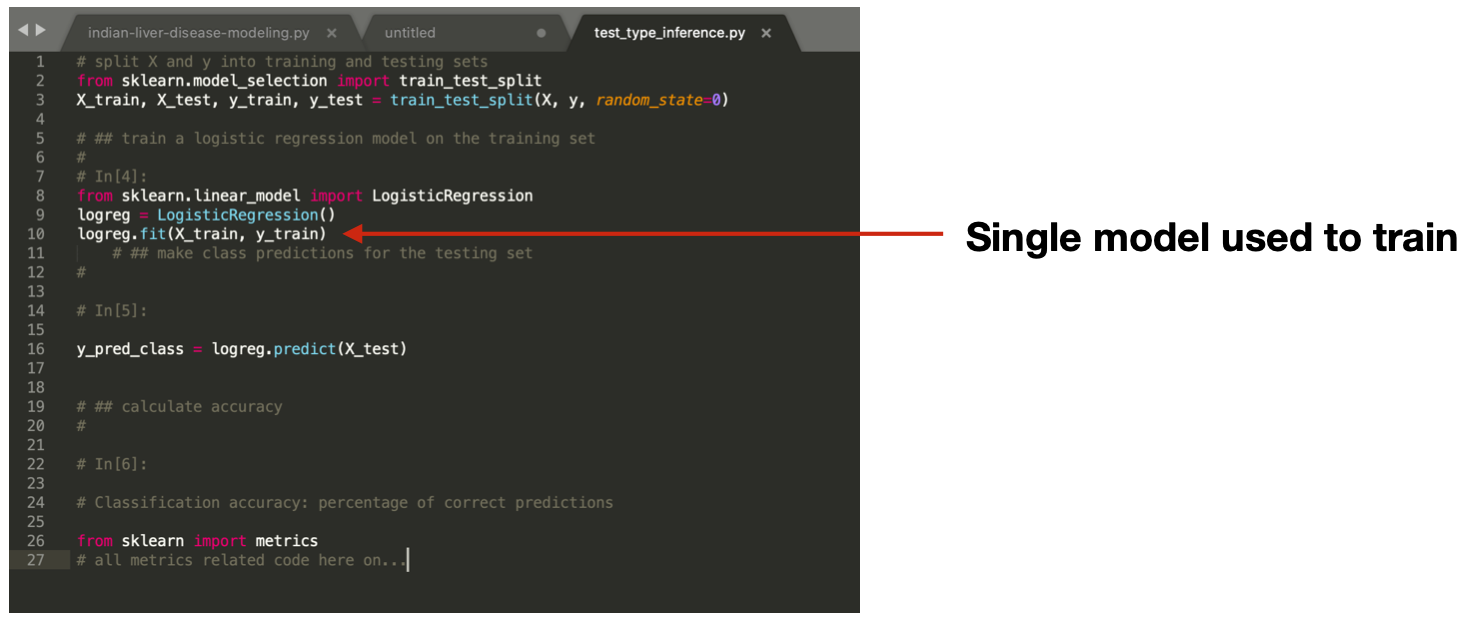 indian-liver-disease-modeling.py × untitled test_type_inference.py ×
1 # split X and y into training and testing sets
2 from sklearn.model_selection import train_test_split
3 X_train, X_test, y_train, y_test = train_test_split(X, y, random_state=0)
4
5 # ## train a logistic regression model on the training set
6 #
7 # In[4]:
8 from sklearn.linear_model import LogisticRegression
9 logreg = LogisticRegression()
10 logreg.fit(X_train, y_train)
Single model used to train
11 # ## make class predictions for the testing set
12 #
13
14 # In[5]:
15
16 y_pred_class = logreg.predict(X_test)
17
18
19 # ## calculate accuracy
20 #
21
22 # In[6]:
23
24 # Classification accuracy: percentage of correct predictions
25
26 from sklearn import metrics
27 # all metrics related code here on...